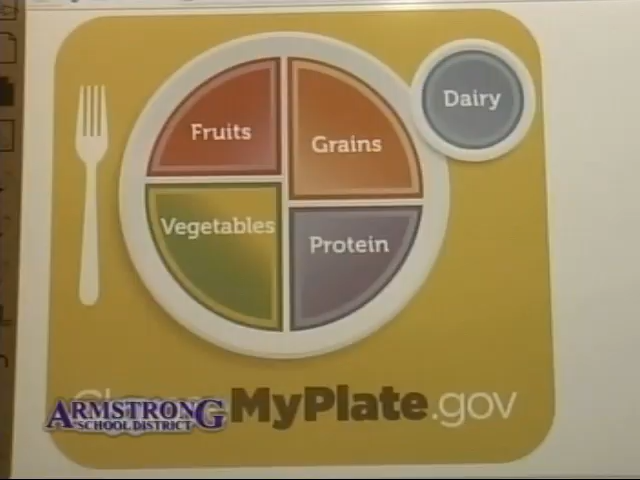 Fruits
Grains
Dairy
Vegetables
Protein
MyPlate.gov
ARMSTRONG
SCHOOL DISTRICT